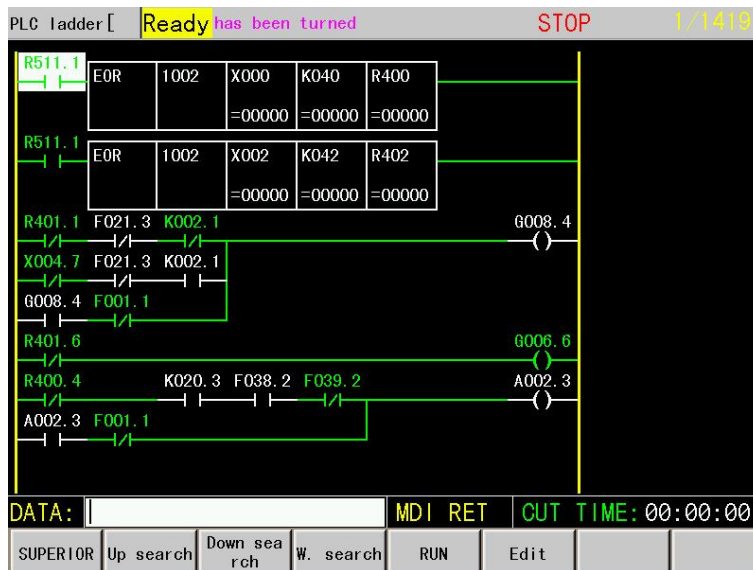 PLC ladder[ Ready has been turned STOP 1/1419
R511.1
EOR 1002 X000 K040 R400
=00000 =00000 =00000
R511.1
EOR 1002 X002 K042 R402
=00000 =00000 =00000
R401.1 F021.3 K002.1 G008.4
X004.7 F021.3 K002.1
G008.4 F001.1
R401.6 G006.6
R400.4 K020.3 F038.2 F039.2 A002.3
A002.3 F001.1
DATA: MDI RET CUT TIME: 00:00:00
SUPERIOR Up search Down sea W. search RUN Edit
rch